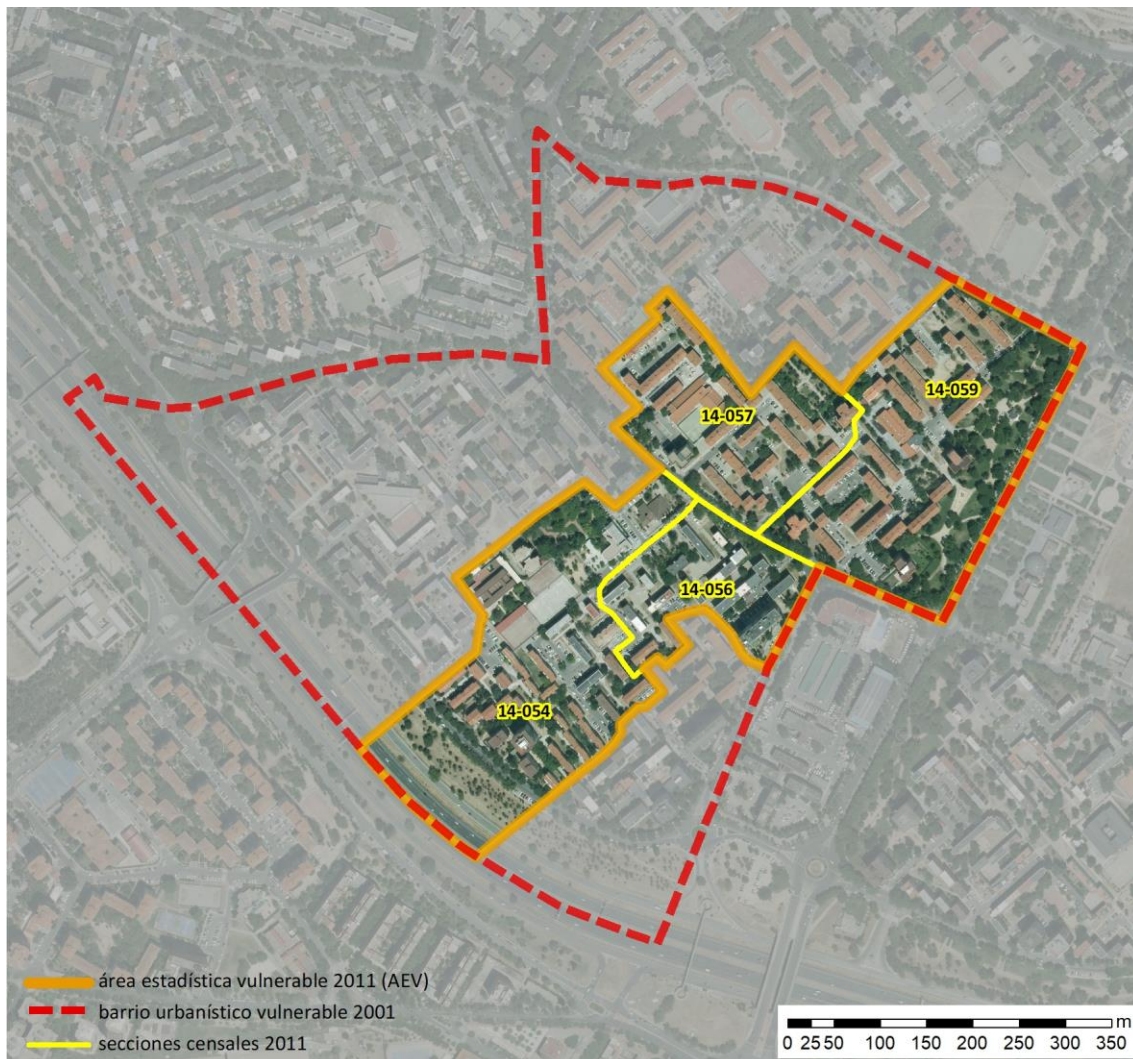 14-059
14-057
14-056
14-054
área estadística vulnerable 2011 (AEV)
barrio urbanístico vulnerable 2001
secciones censales 2011
m
0 25 50 100 150 200 250 300 350